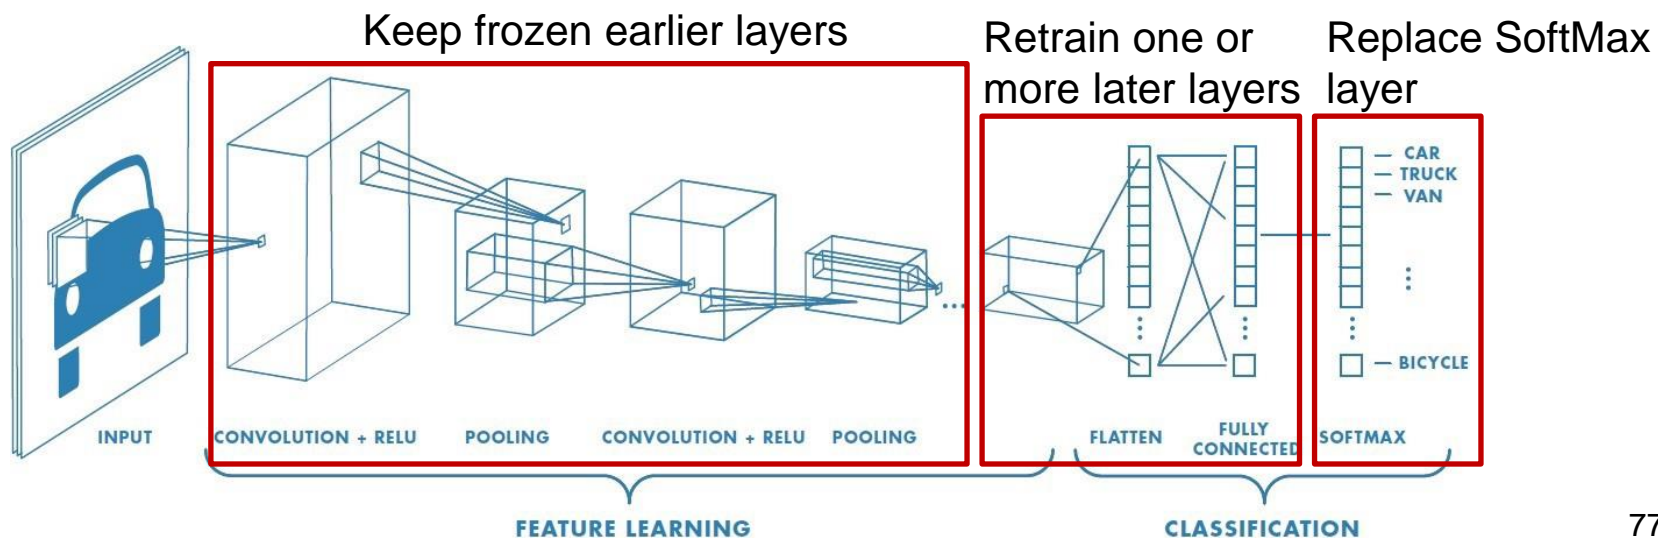 Keep frozen earlier layers
Retrain one or
more later layers
Replace SoftMax
layer
CAR
TRUCK
VAN
BICYCLE
INPUT
CONVOLUTION + RELU
POOLING
CONVOLUTION + RELU
POOLING
FLATTEN
FULLY
CONNECTED
SOFTMAX
FEATURE LEARNING
CLASSIFICATION
77